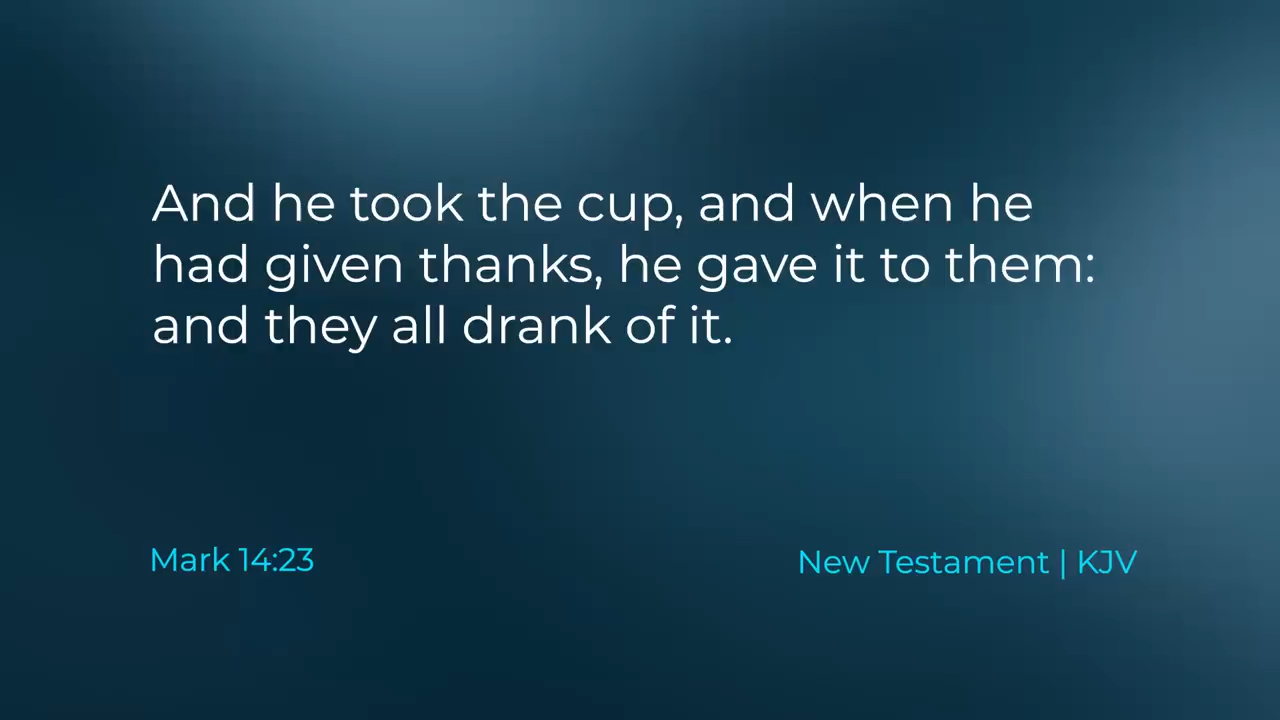 And he took the cup, and when he
had given thanks, he gave it to them:
and they all drank of it.
Mark 14:23
New Testament | KJV